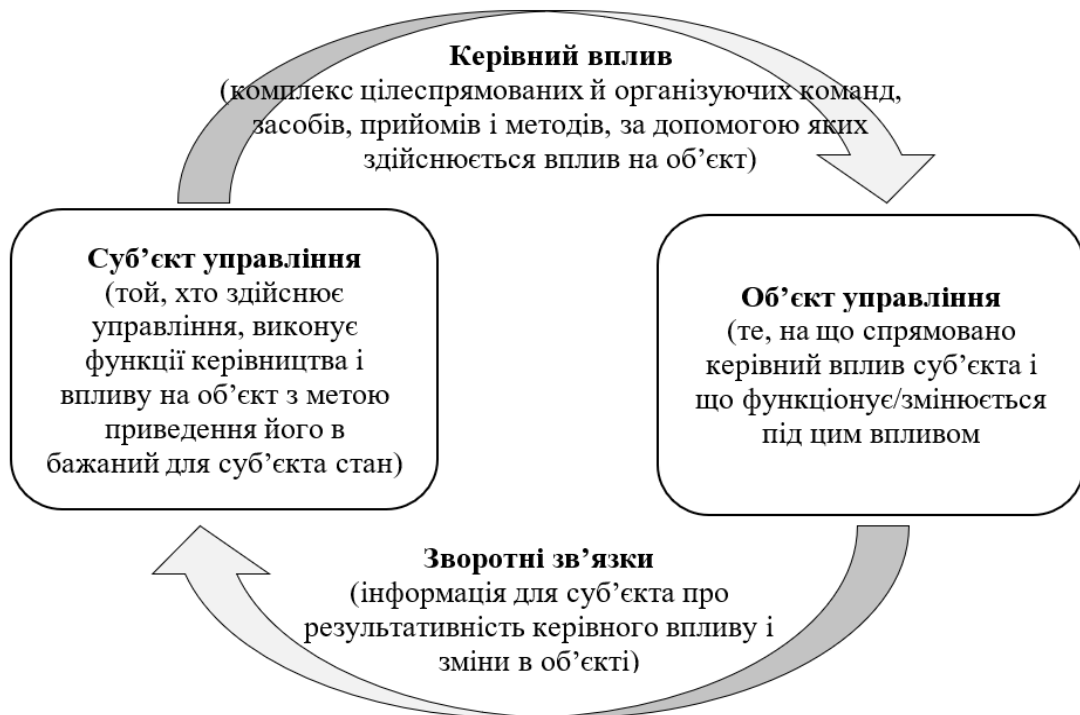 Керівний вплив
(комплекс цілеспрямованих й організуючих команд,
засобів, прийомів і методів, за допомогою яких
здійснюється вплив на об’єкт)
Суб’єкт управління
(той, хто здійснює
управління, виконує
функції керівництва і
впливу на об’єкт з метою
приведення його в
бажаний для суб’єкта стан)
Об’єкт управління
(те, на що спрямовано
керівний вплив суб’єкта і
що функціонує/змінюється
під цим впливом
Зворотні зв’язки
(інформація для суб’єкта про
результативність керівного впливу і
зміни в об’єкті)